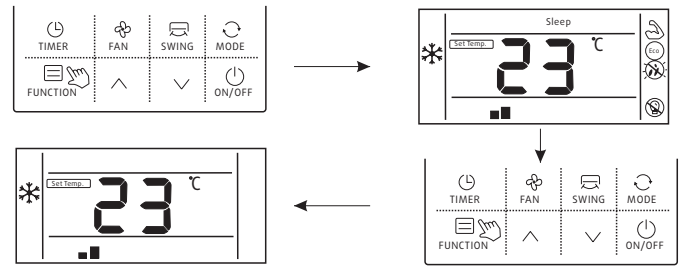 TIMER FAN SWING MODE
FUNCTION ON/OFF
Sleep
Set Temp. 23 ℃
Eco
TIMER FAN SWING MODE
FUNCTION ON/OFF
Set Temp. 23 ℃